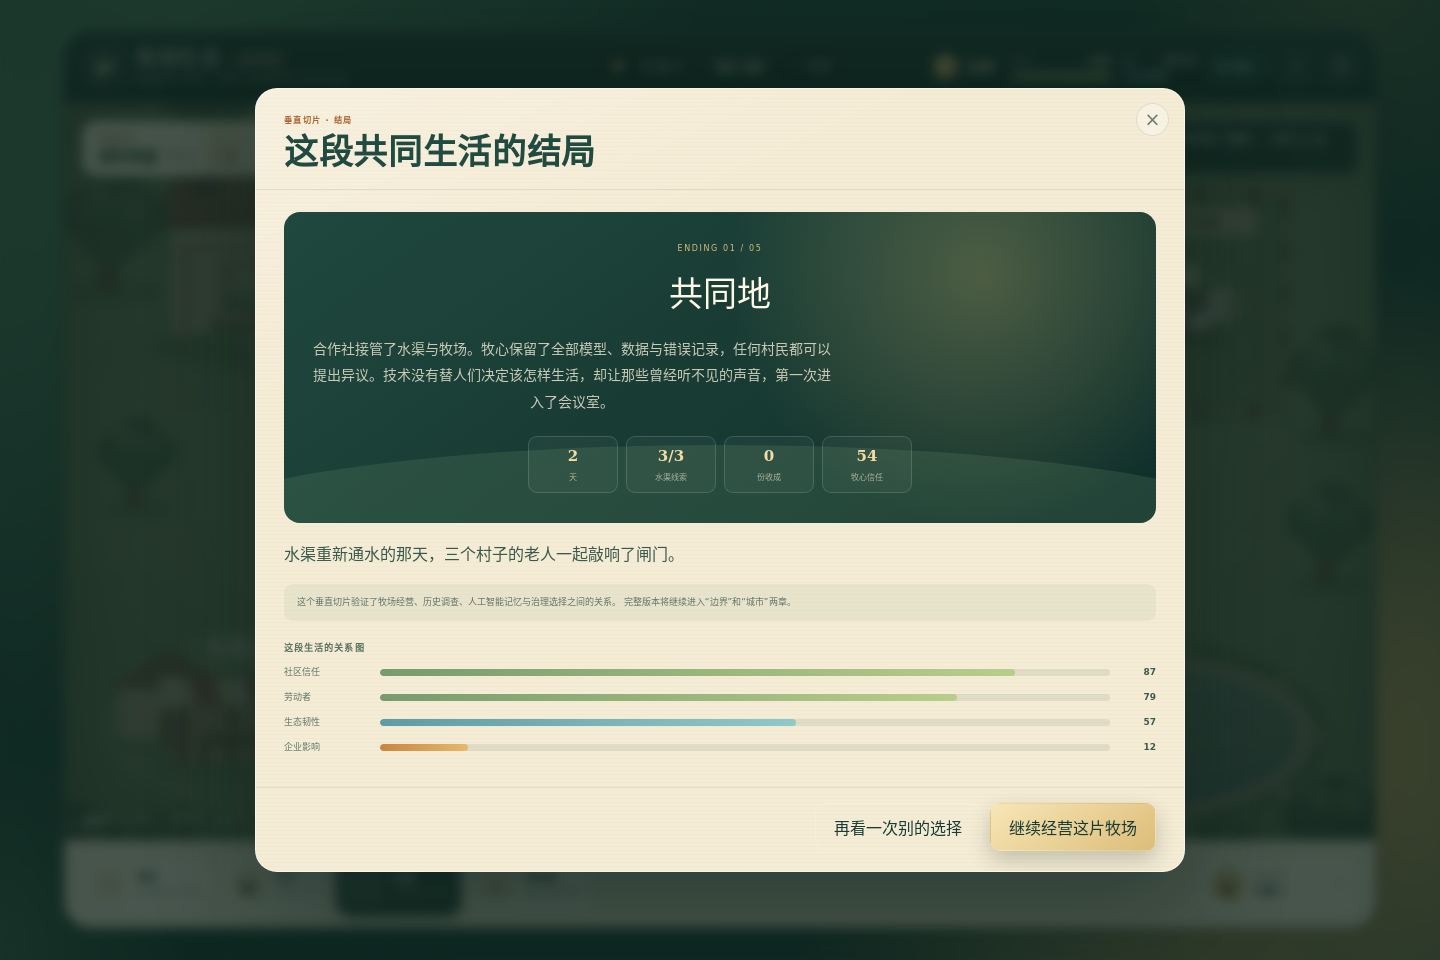 垂直切片 · 结局
这段共同生活的结局
ENDING 01 / 05
共同地
合作社接管了水渠与牧场。牧心保留了全部模型、数据与错误记录，任何村民都可以
提出异议。技术没有替人们决定该怎样生活，却让那些曾经听不见的声音，第一次进
入了会议室。
2
天
3/3
水渠线索
0
份收成
54
牧心信任
水渠重新通水的那天，三个村子的老人一起敲响了闸门。
这个垂直切片验证了牧场经营、历史调查、人工智能记忆与治理选择之间的关系。 完整版本将继续进入“边界”和“城市”两章。
这段生活的关系图
社区信任 87
劳动者 79
生态韧性 57
企业影响 12
再看一次别的选择
继续经营这片牧场